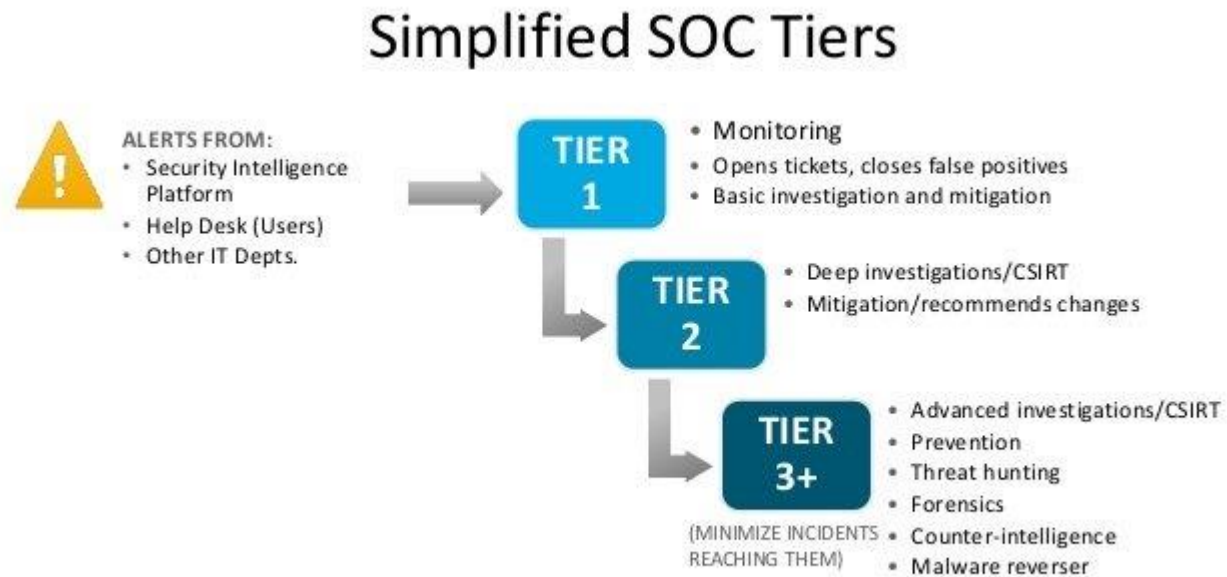 Simplified SOC Tiers
!
ALERTS FROM:
• Security Intelligence
Platform
• Help Desk (Users)
• Other IT Depts.
TIER
1
• Monitoring
• Opens tickets, closes false positives
• Basic investigation and mitigation
TIER
2
• Deep investigations/CSIRT
• Mitigation/recommends changes
TIER
3+
(MINIMIZE INCIDENTS
REACHING THEM)
• Advanced investigations/CSIRT
• Prevention
• Threat hunting
• Forensics
• Counter-intelligence
• Malware reverser